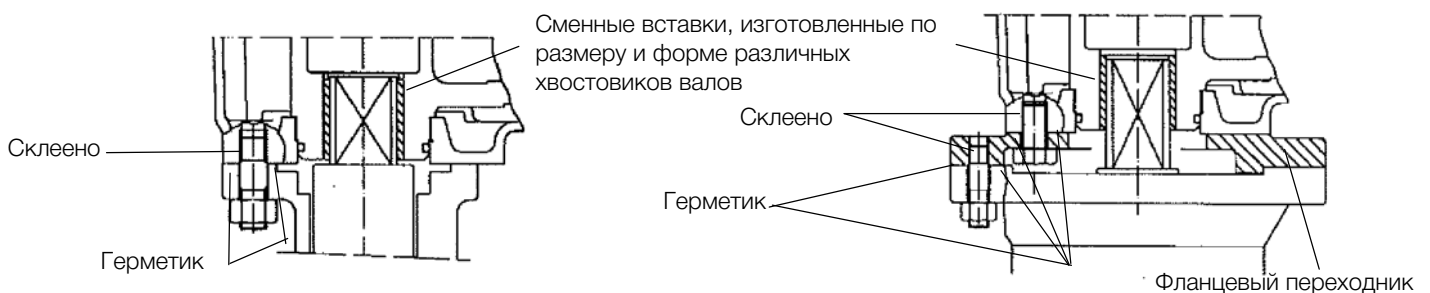 Сменные вставки, изготовленные по
размеру и форме различных
хвостовиков валов
Склеено
Склеено
Герметик
Герметик
Фланцевый переходник